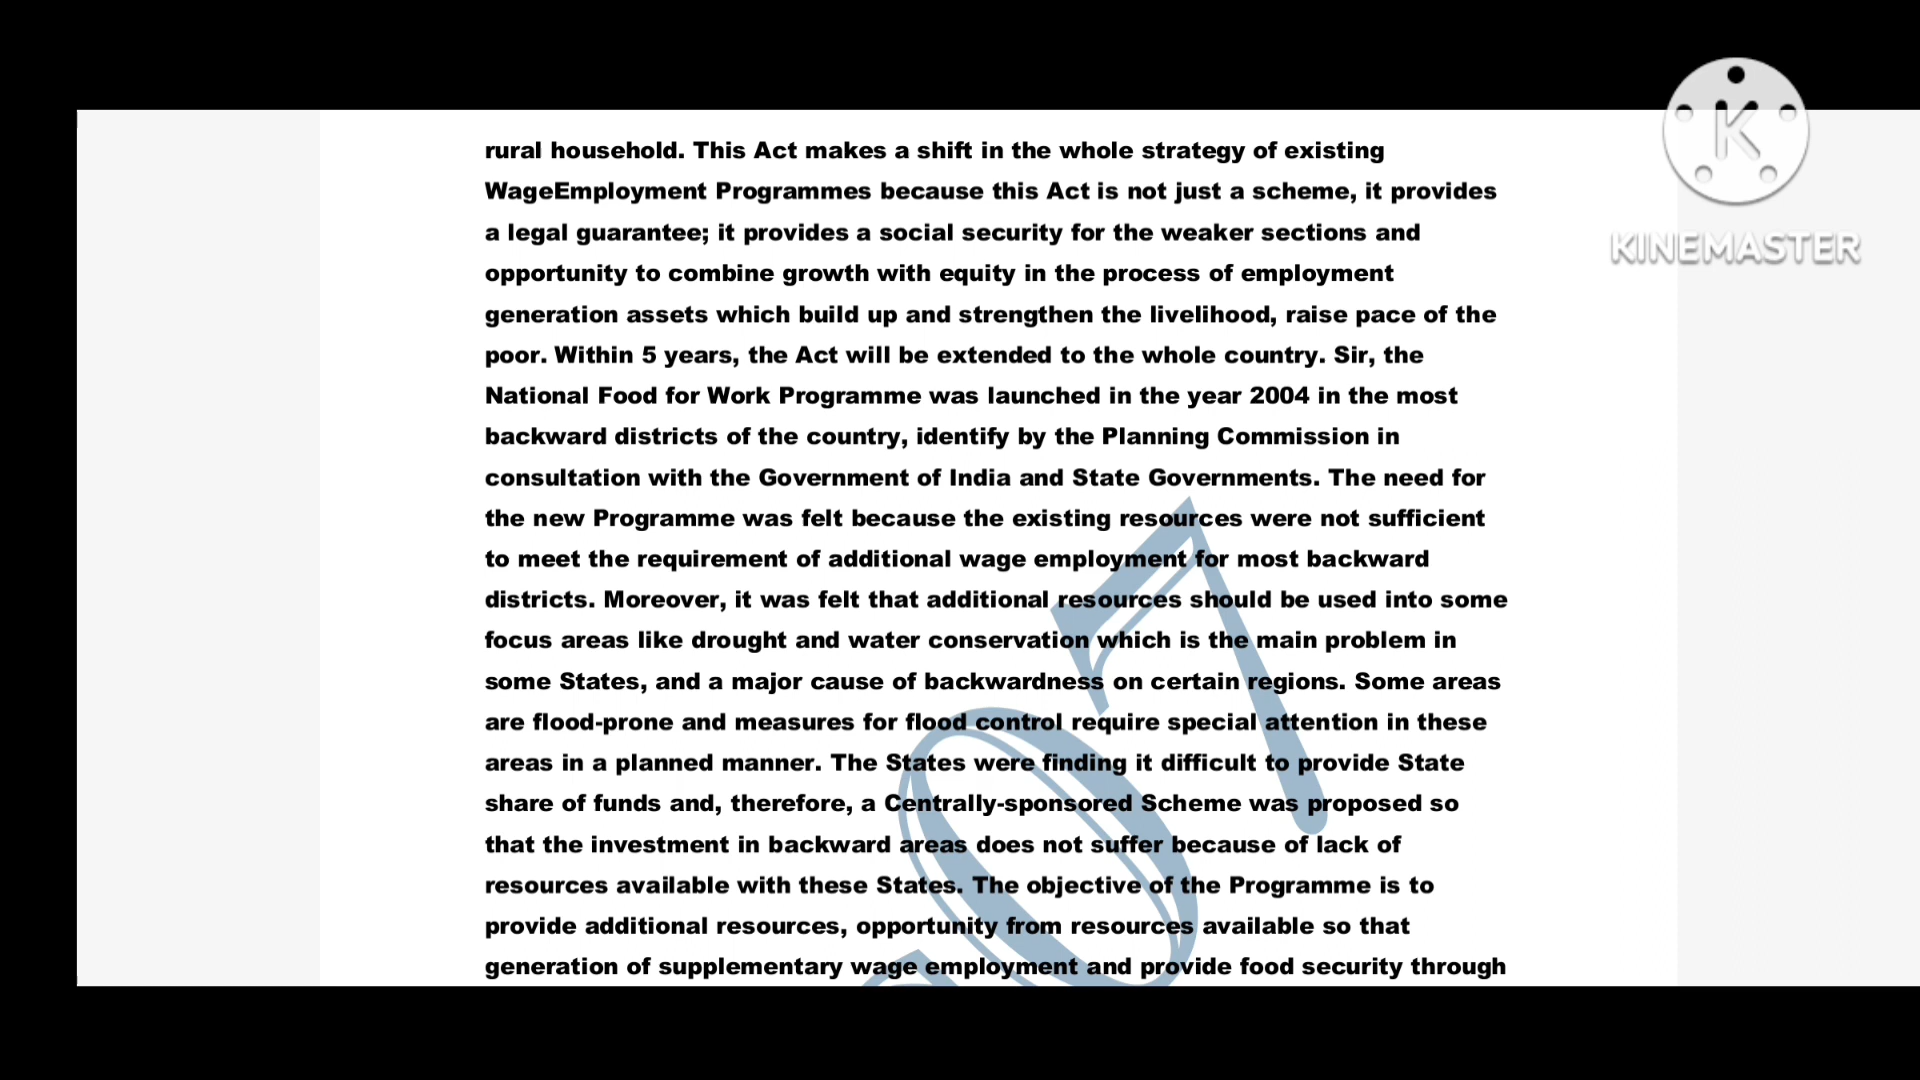 rural household. This Act makes a shift in the whole strategy of existing
WageEmployment Programmes because this Act is not just a scheme, it provides
a legal guarantee; it provides a social security for the weaker sections and
opportunity to combine growth with equity in the process of employment
generation assets which build up and strengthen the livelihood, raise pace of the
poor. Within 5 years, the Act will be extended to the whole country. Sir, the
National Food for Work Programme was launched in the year 2004 in the most
backward districts of the country, identify by the Planning Commission in
consultation with the Government of India and State Governments. The need for
the new Programme was felt because the existing resources were not sufficient
to meet the requirement of additional wage employment for most backward
districts. Moreover, it was felt that additional resources should be used into some
focus areas like drought and water conservation which is the main problem in
some States, and a major cause of backwardness on certain regions. Some areas
are flood-prone and measures for flood control require special attention in these
areas in a planned manner. The States were finding it difficult to provide State
share of funds and, therefore, a Centrally-sponsored Scheme was proposed so
that the investment in backward areas does not suffer because of lack of
resources available with these States. The objective of the Programme is to
provide additional resources, opportunity from resources available so that
generation of supplementary wage employment and provide food security through
K
KINEMASTER
07